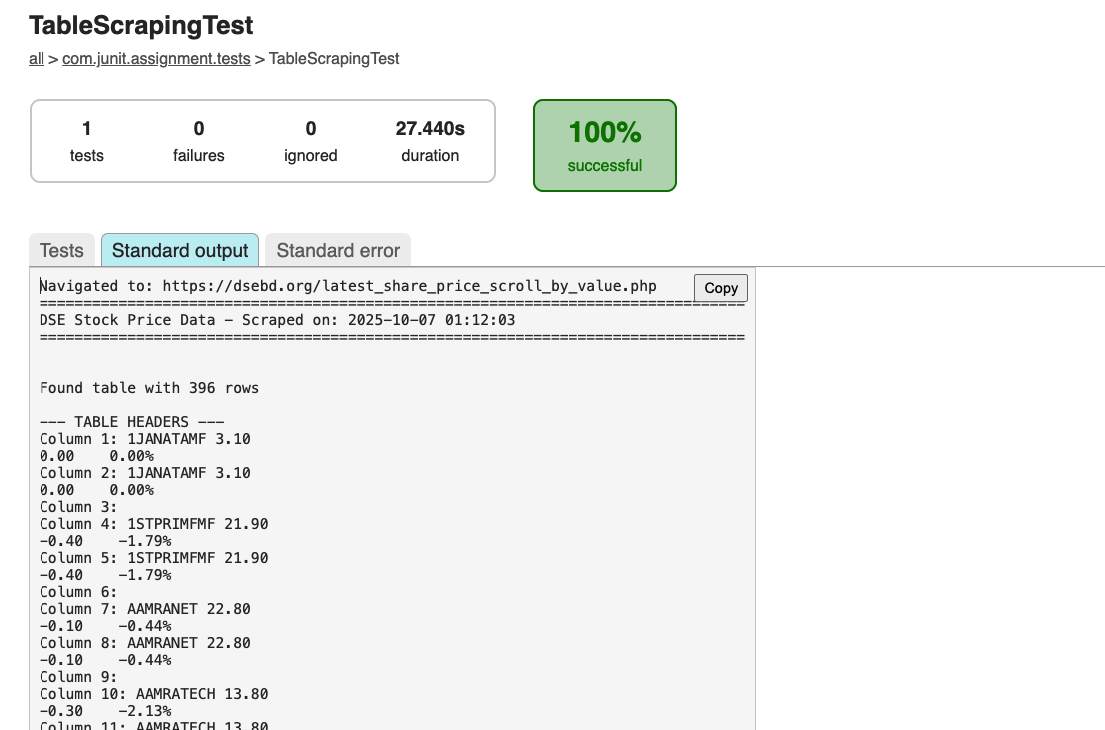 TableScrapingTest
all > com.junit.assignment.tests > TableScrapingTest
1 0 0 27.440s
tests failures ignored duration
100%
successful
Tests Standard output Standard error
Navigated to: https://dsebd.org/latest_share_price_scroll_by_value.php
Copy
================================================================================
DSE Stock Price Data - Scraped on: 2025-10-07 01:12:03
================================================================================
Found table with 396 rows
--- TABLE HEADERS ---
Column 1: 1JANATAMF 3.10
0.00    0.00%
Column 2: 1JANATAMF 3.10
0.00    0.00%
Column 3:
Column 4: 1STPRIMFMF 21.90
-0.40    -1.79%
Column 5: 1STPRIMFMF 21.90
-0.40    -1.79%
Column 6:
Column 7: AAMRANET 22.80
-0.10    -0.44%
Column 8: AAMRANET 22.80
-0.10    -0.44%
Column 9:
Column 10: AAMRATECH 13.80
-0.30    -2.13%
Column 11: AAMRATECH 13.80